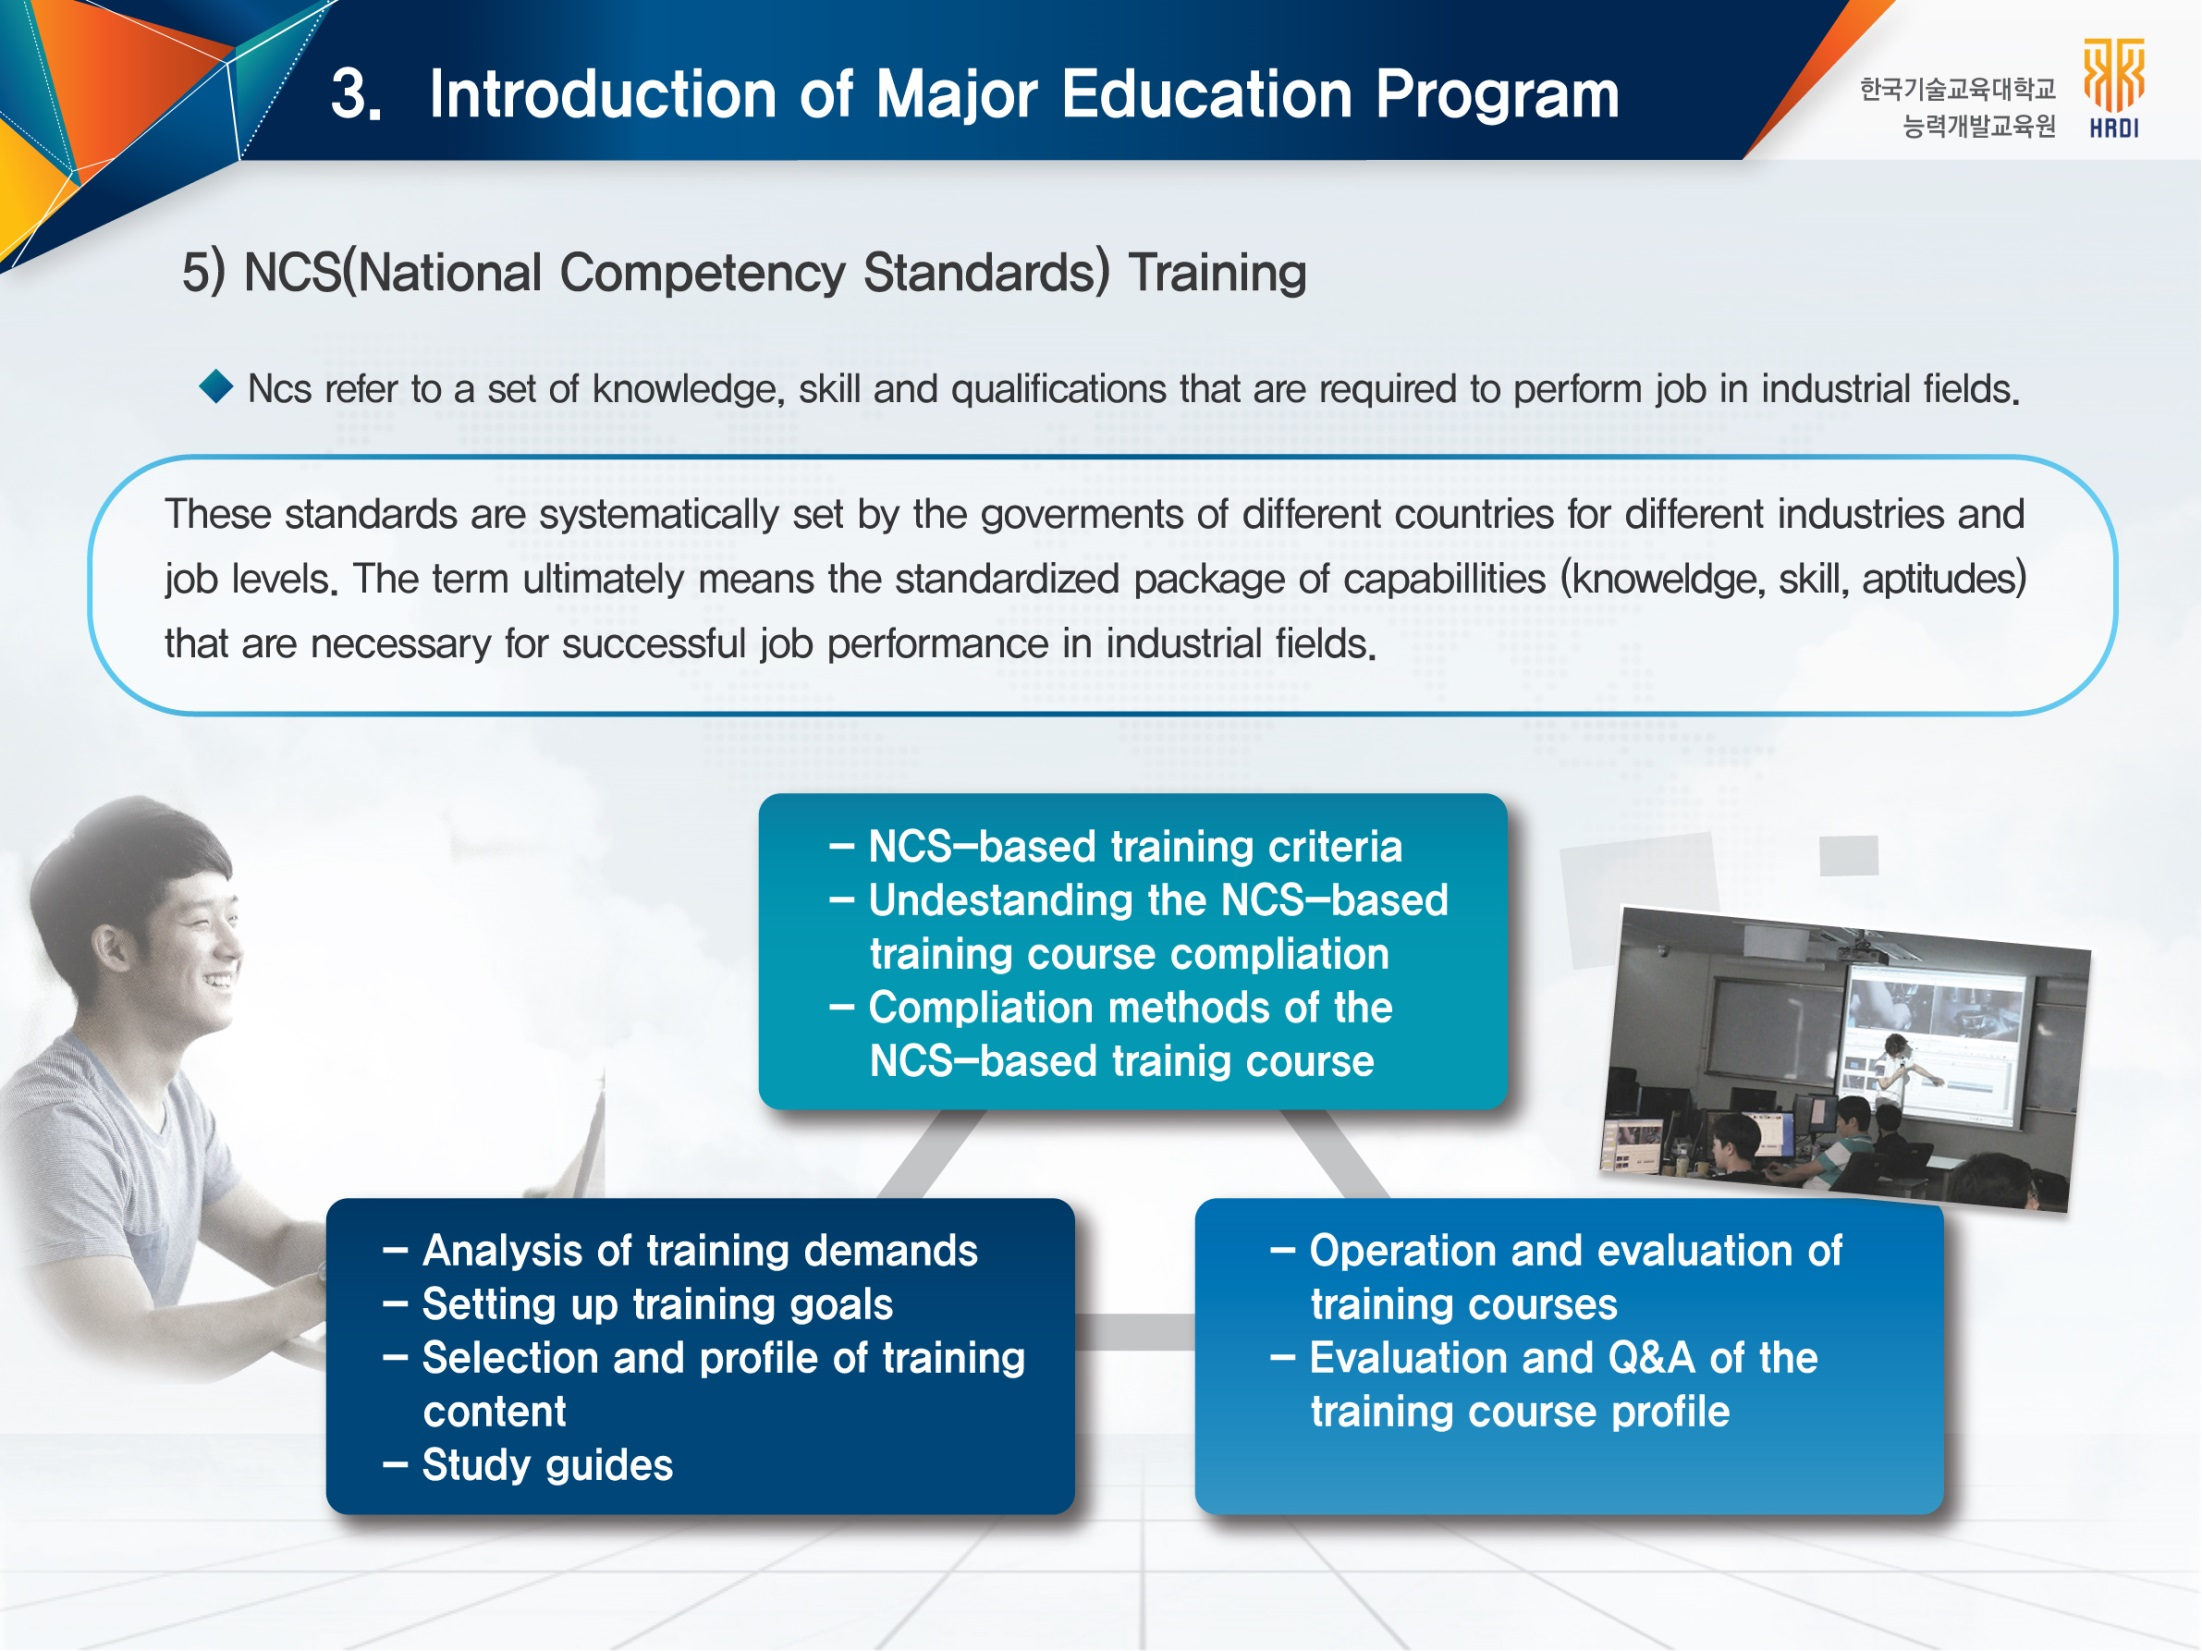 3. Introduction of Major Education Program
한국기술교육대학교
능력개발교육원
HRDI
5) NCS(National Competency Standards) Training
Ncs refer to a set of knowledge, skill and qualifications that are required to perform job in industrial fields.
These standards are systematically set by the goverments of different countries for different industries and
job levels. The term ultimately means the standardized package of capabillities (knoweldge, skill, aptitudes)
that are necessary for successful job performance in industrial fields.
– NCS–based training criteria
– Undestanding the NCS–based
training course compliation
– Compliation methods of the
NCS–based trainig course
– Analysis of training demands
– Setting up training goals
– Selection and profile of training
content
– Study guides
– Operation and evaluation of
training courses
– Evaluation and Q&A of the
training course profile